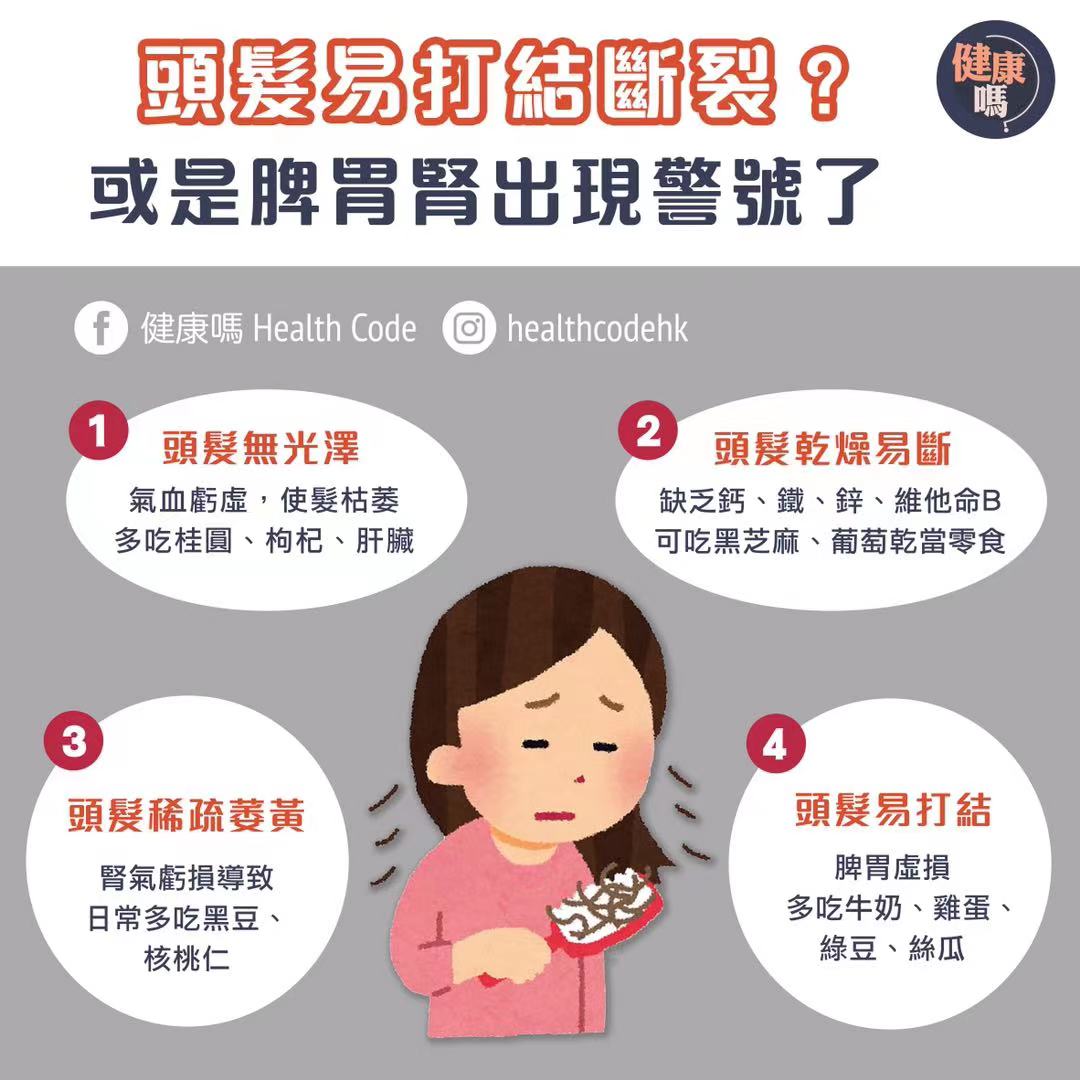 頭髮易打結斷裂？
或是脾胃腎出現警號了
健康
嗎?
健康嗎 Health Code
healthcodehk
1
頭髮無光澤
氣血虧虛，使髮枯萎
多吃桂圓、枸杞、肝臟
2
頭髮乾燥易斷
缺乏鈣、鐵、鋅、維他命B
可吃黑芝麻、葡萄乾當零食
3
頭髮稀疏萎黃
腎氣虧損導致
日常多吃黑豆、
核桃仁
4
頭髮易打結
脾胃虛損
多吃牛奶、雞蛋、
綠豆、絲瓜